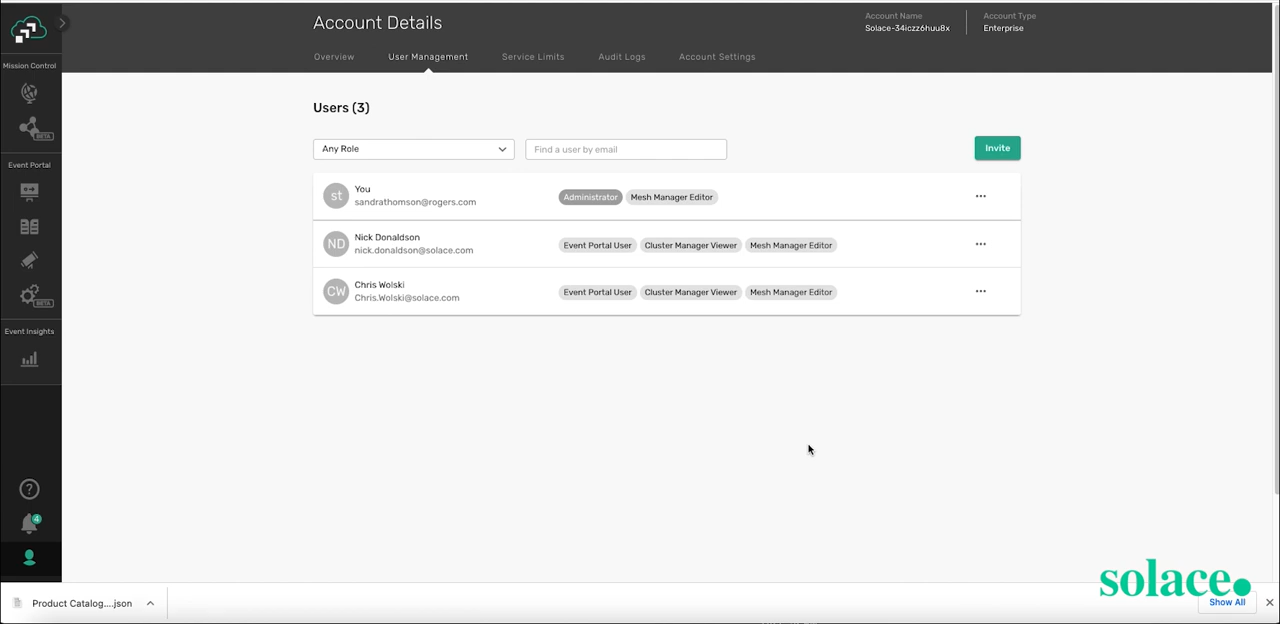 Account Details
Account Name
Solace-34iczz6huu8x
Account Type
Enterprise
Overview
User Management
Service Limits
Audit Logs
Account Settings
Mission Control
BETA
Event Portal
BETA
Event Insights
4
Users (3)
Any Role
Find a user by email
Invite
st
You
sandrathomson@rogers.com
Administrator
Mesh Manager Editor
...
ND
Nick Donaldson
nick.donaldson@solace.com
Event Portal User
Cluster Manager Viewer
Mesh Manager Editor
...
CW
Chris Wolski
Chris.Wolski@solace.com
Event Portal User
Cluster Manager Viewer
Mesh Manager Editor
...
Product Catalog....json
solace.
Show All